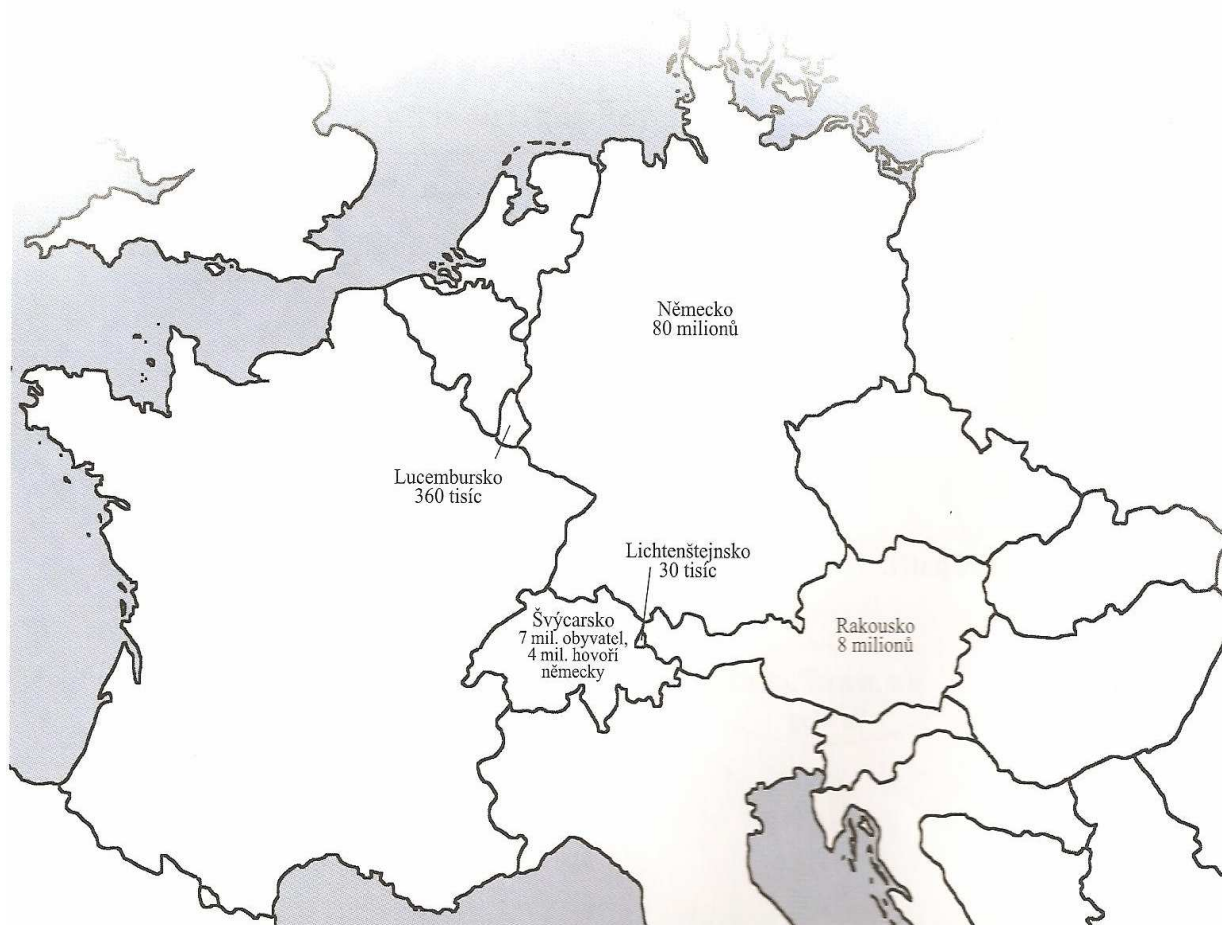 Německo
80 milionů
Lucembursko
360 tisíc
Lichtenštejnsko
30 tisíc
Švýcarsko
7 mil. obyvatel,
4 mil. hovoří
německy
Rakousko
8 milionů